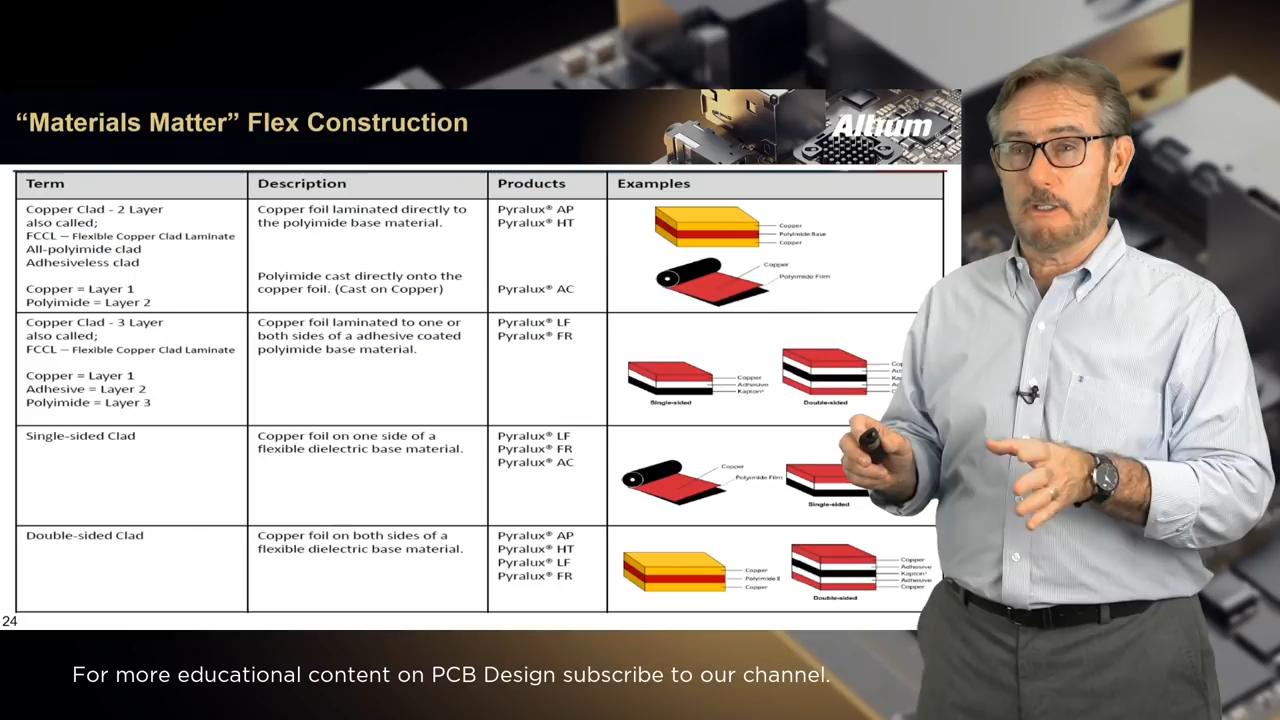 “Materials Matter” Flex Construction
Altium
Term
Description
Products
Examples
Copper Clad - 2 Layer
also called;
FCCL – Flexible Copper Clad Laminate
All-polyimide clad
Adhesiveless clad
Copper = Layer 1
Polyimide = Layer 2
Copper foil laminated directly to
the polyimide base material.
Polyimide cast directly onto the
copper foil. (Cast on Copper)
Pyralux® AP
Pyralux® HT
Pyralux® AC
Copper
Polyimide Base
Copper
Copper
Polyimide Film
Copper Clad - 3 Layer
also called;
FCCL – Flexible Copper Clad Laminate
Copper = Layer 1
Adhesive = Layer 2
Polyimide = Layer 3
Copper foil laminated to one or
both sides of a adhesive coated
polyimide base material.
Pyralux® LF
Pyralux® FR
Copper
Adhesive
Kapton®
Single-sided
Double-sided
Single-sided Clad
Copper foil on one side of a
flexible dielectric base material.
Pyralux® LF
Pyralux® FR
Pyralux® AC
Copper
Polyimide Film
Single-sided
Double-sided Clad
Copper foil on both sides of a
flexible dielectric base material.
Pyralux® AP
Pyralux® HT
Pyralux® LF
Pyralux® FR
Copper
Polyimide
Copper
Copper
Adhesive
Kapton®
Adhesive
Copper
Double-sided
24
For more educational content on PCB Design subscribe to our channel.